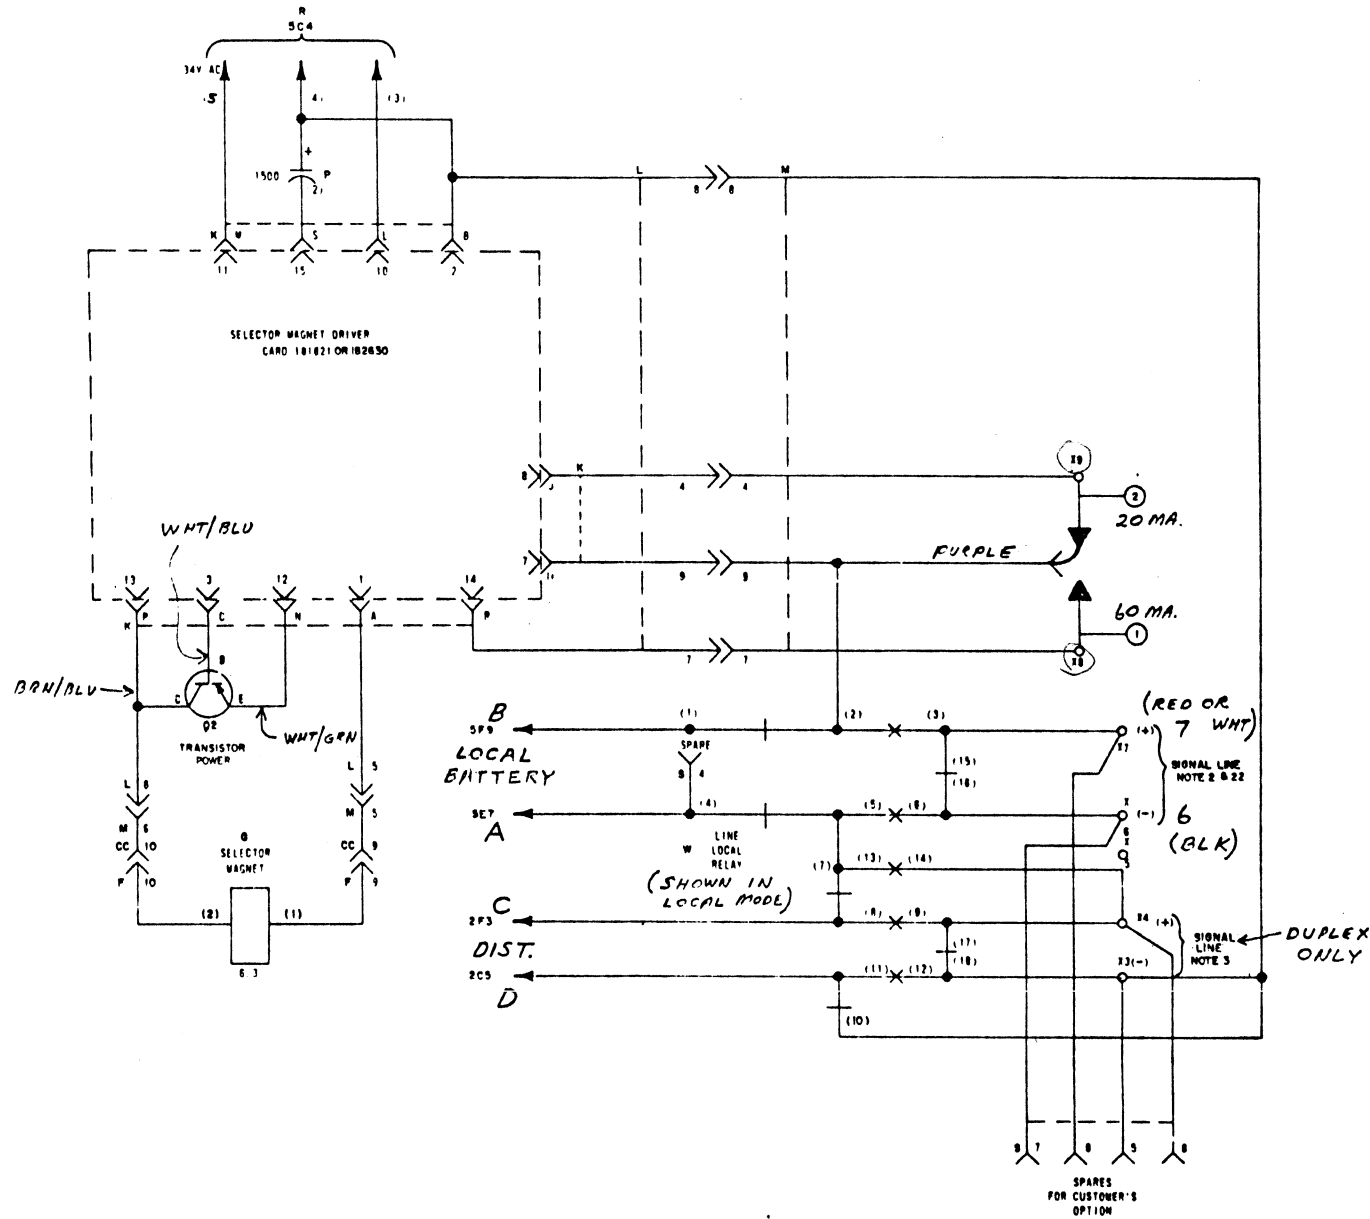 R
5C4
34V AC
(5
4)
(3)
+
1500
P
2)
L
8
8
M
K
W
S
L
B
11
15
10
2
SELECTOR MAGNET DRIVER
CARD 181821 OR 182650
X9
8
J
K
4
4
2
20 MA.
WHT/BLU
7
9
9
PURPLE
13
3
12
1
14
K
P
C
N
A
R
60 MA.
1
7
7
X8
B
BRN/BLU
C
E
Q2
WHT/GRN
TRANSISTOR
POWER
B
5F9
(1)
(2)
(3)
(RED OR
7 WHT)
(+)
X7
LOCAL
BATTERY
SPARE
S
4
(15)
(16)
SIGNAL LINE
NOTE 2 & 22
L
8
L
5
5E7
A
(4)
(5)
(6)
X
6
(-)
6
(BLK)
M
6
M
5
CC
10
CC
9
G
SELECTOR
MAGNET
W
LINE
LOCAL
RELAY
(SHOWN IN
LOCAL MODE)
X
5
(7)
(13)
(14)
F
10
F
9
(2)
(1)
6.3
C
2F3
(8)
(9)
X4
(+)
DIST.
(17)
(18)
SIGNAL
LINE
NOTE 3
DUPLEX
ONLY
2C5
D
(11)
(12)
X3(-)
(10)
S
7
6
5
8
SPARES
FOR CUSTOMER'S
OPTION